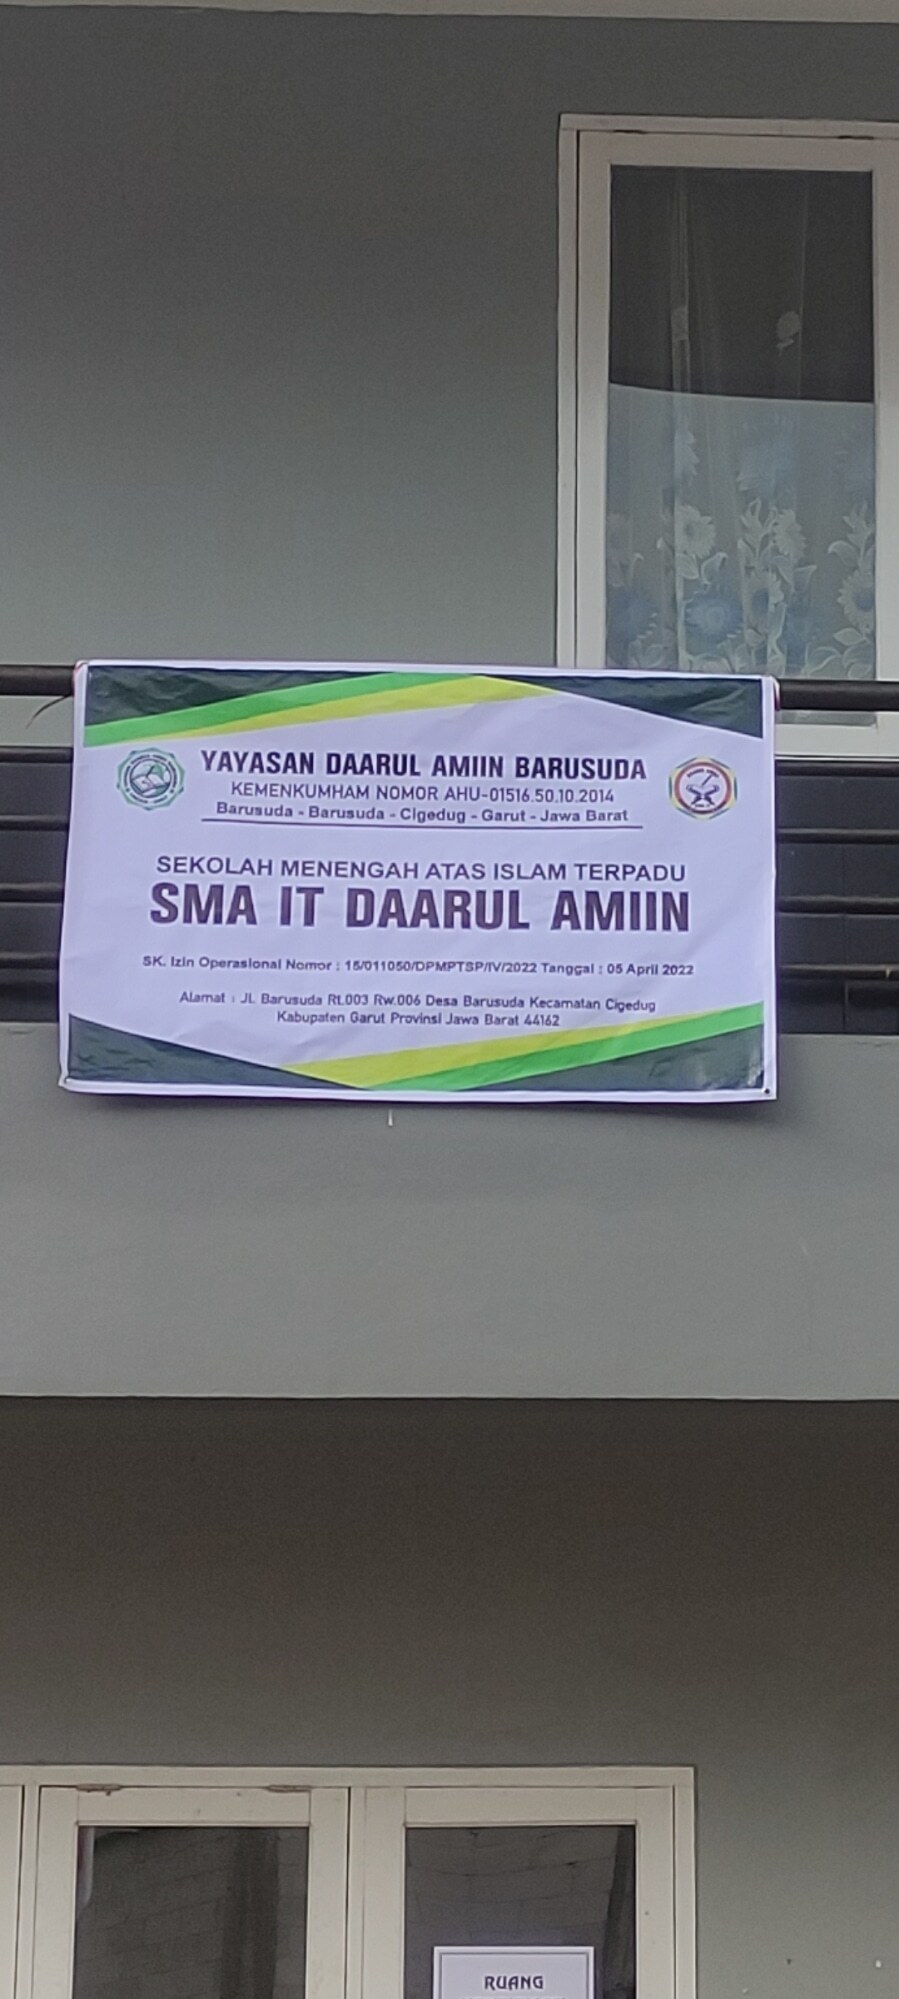 YAYASAN DAARUL AMIIN BARUSUDA
KEMENKUMHAM NOMOR AHU-01516.50.10.2014
Barusuda - Barusuda - Cigedug - Garut - Jawa Barat
SEKOLAH MENENGAH ATAS ISLAM TERPADU
SMA IT DAARUL AMIIN
SK. Izin Operasional Nomor : 15/011050/DPMPTSP/IV/2022 Tanggal : 05 April 2022
Alamat : Jl. Barusuda Rt.003 Rw.006 Desa Barusuda Kecamatan Cigedug
Kabupaten Garut Provinsi Jawa Barat 44162
RUANG